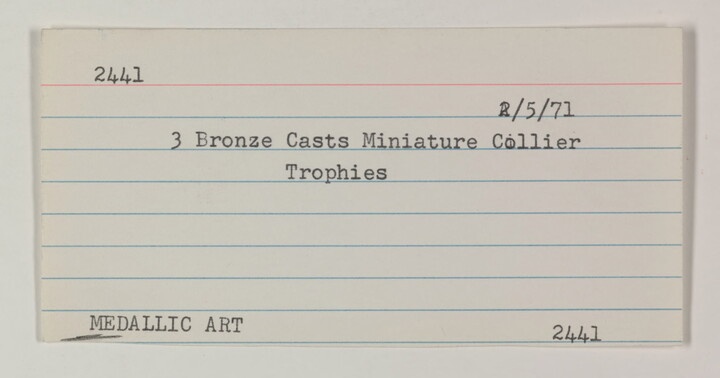 2441
2/5/71
3 Bronze Casts Miniature Collier
Trophies
MEDALLIC ART
2441